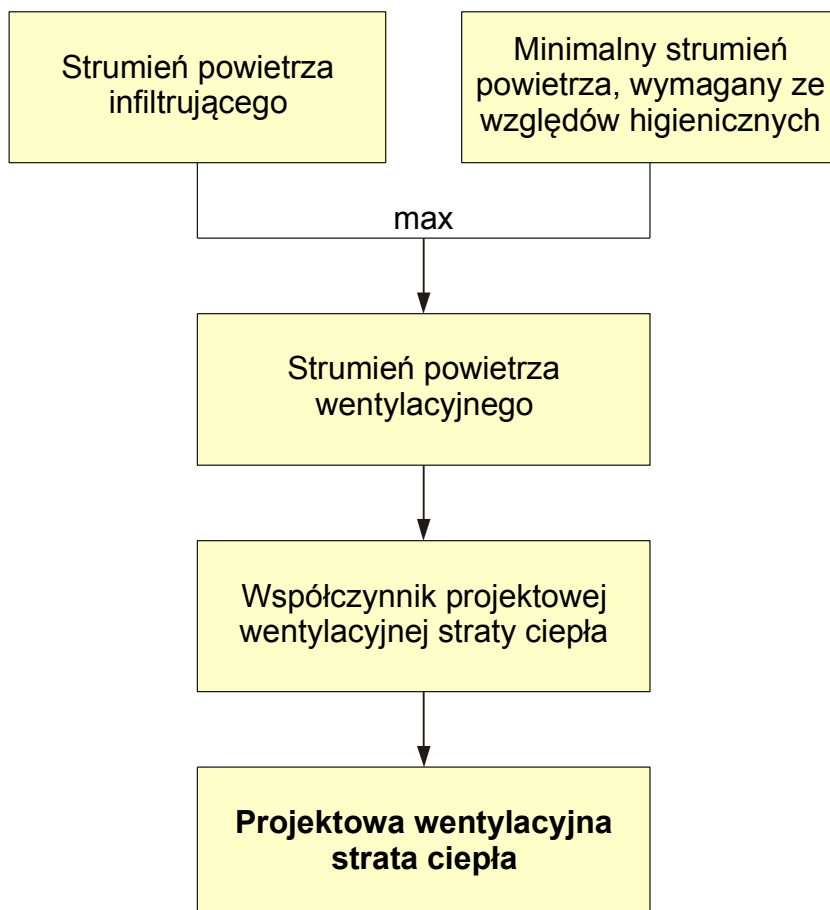 Strumień powietrza
infiltrującego
Minimalny strumień
powietrza, wymagany ze
względów higienicznych
max
Strumień powietrza
wentylacyjnego
Współczynnik projektowej
wentylacyjnej straty ciepła
Projektowa wentylacyjna
strata ciepła